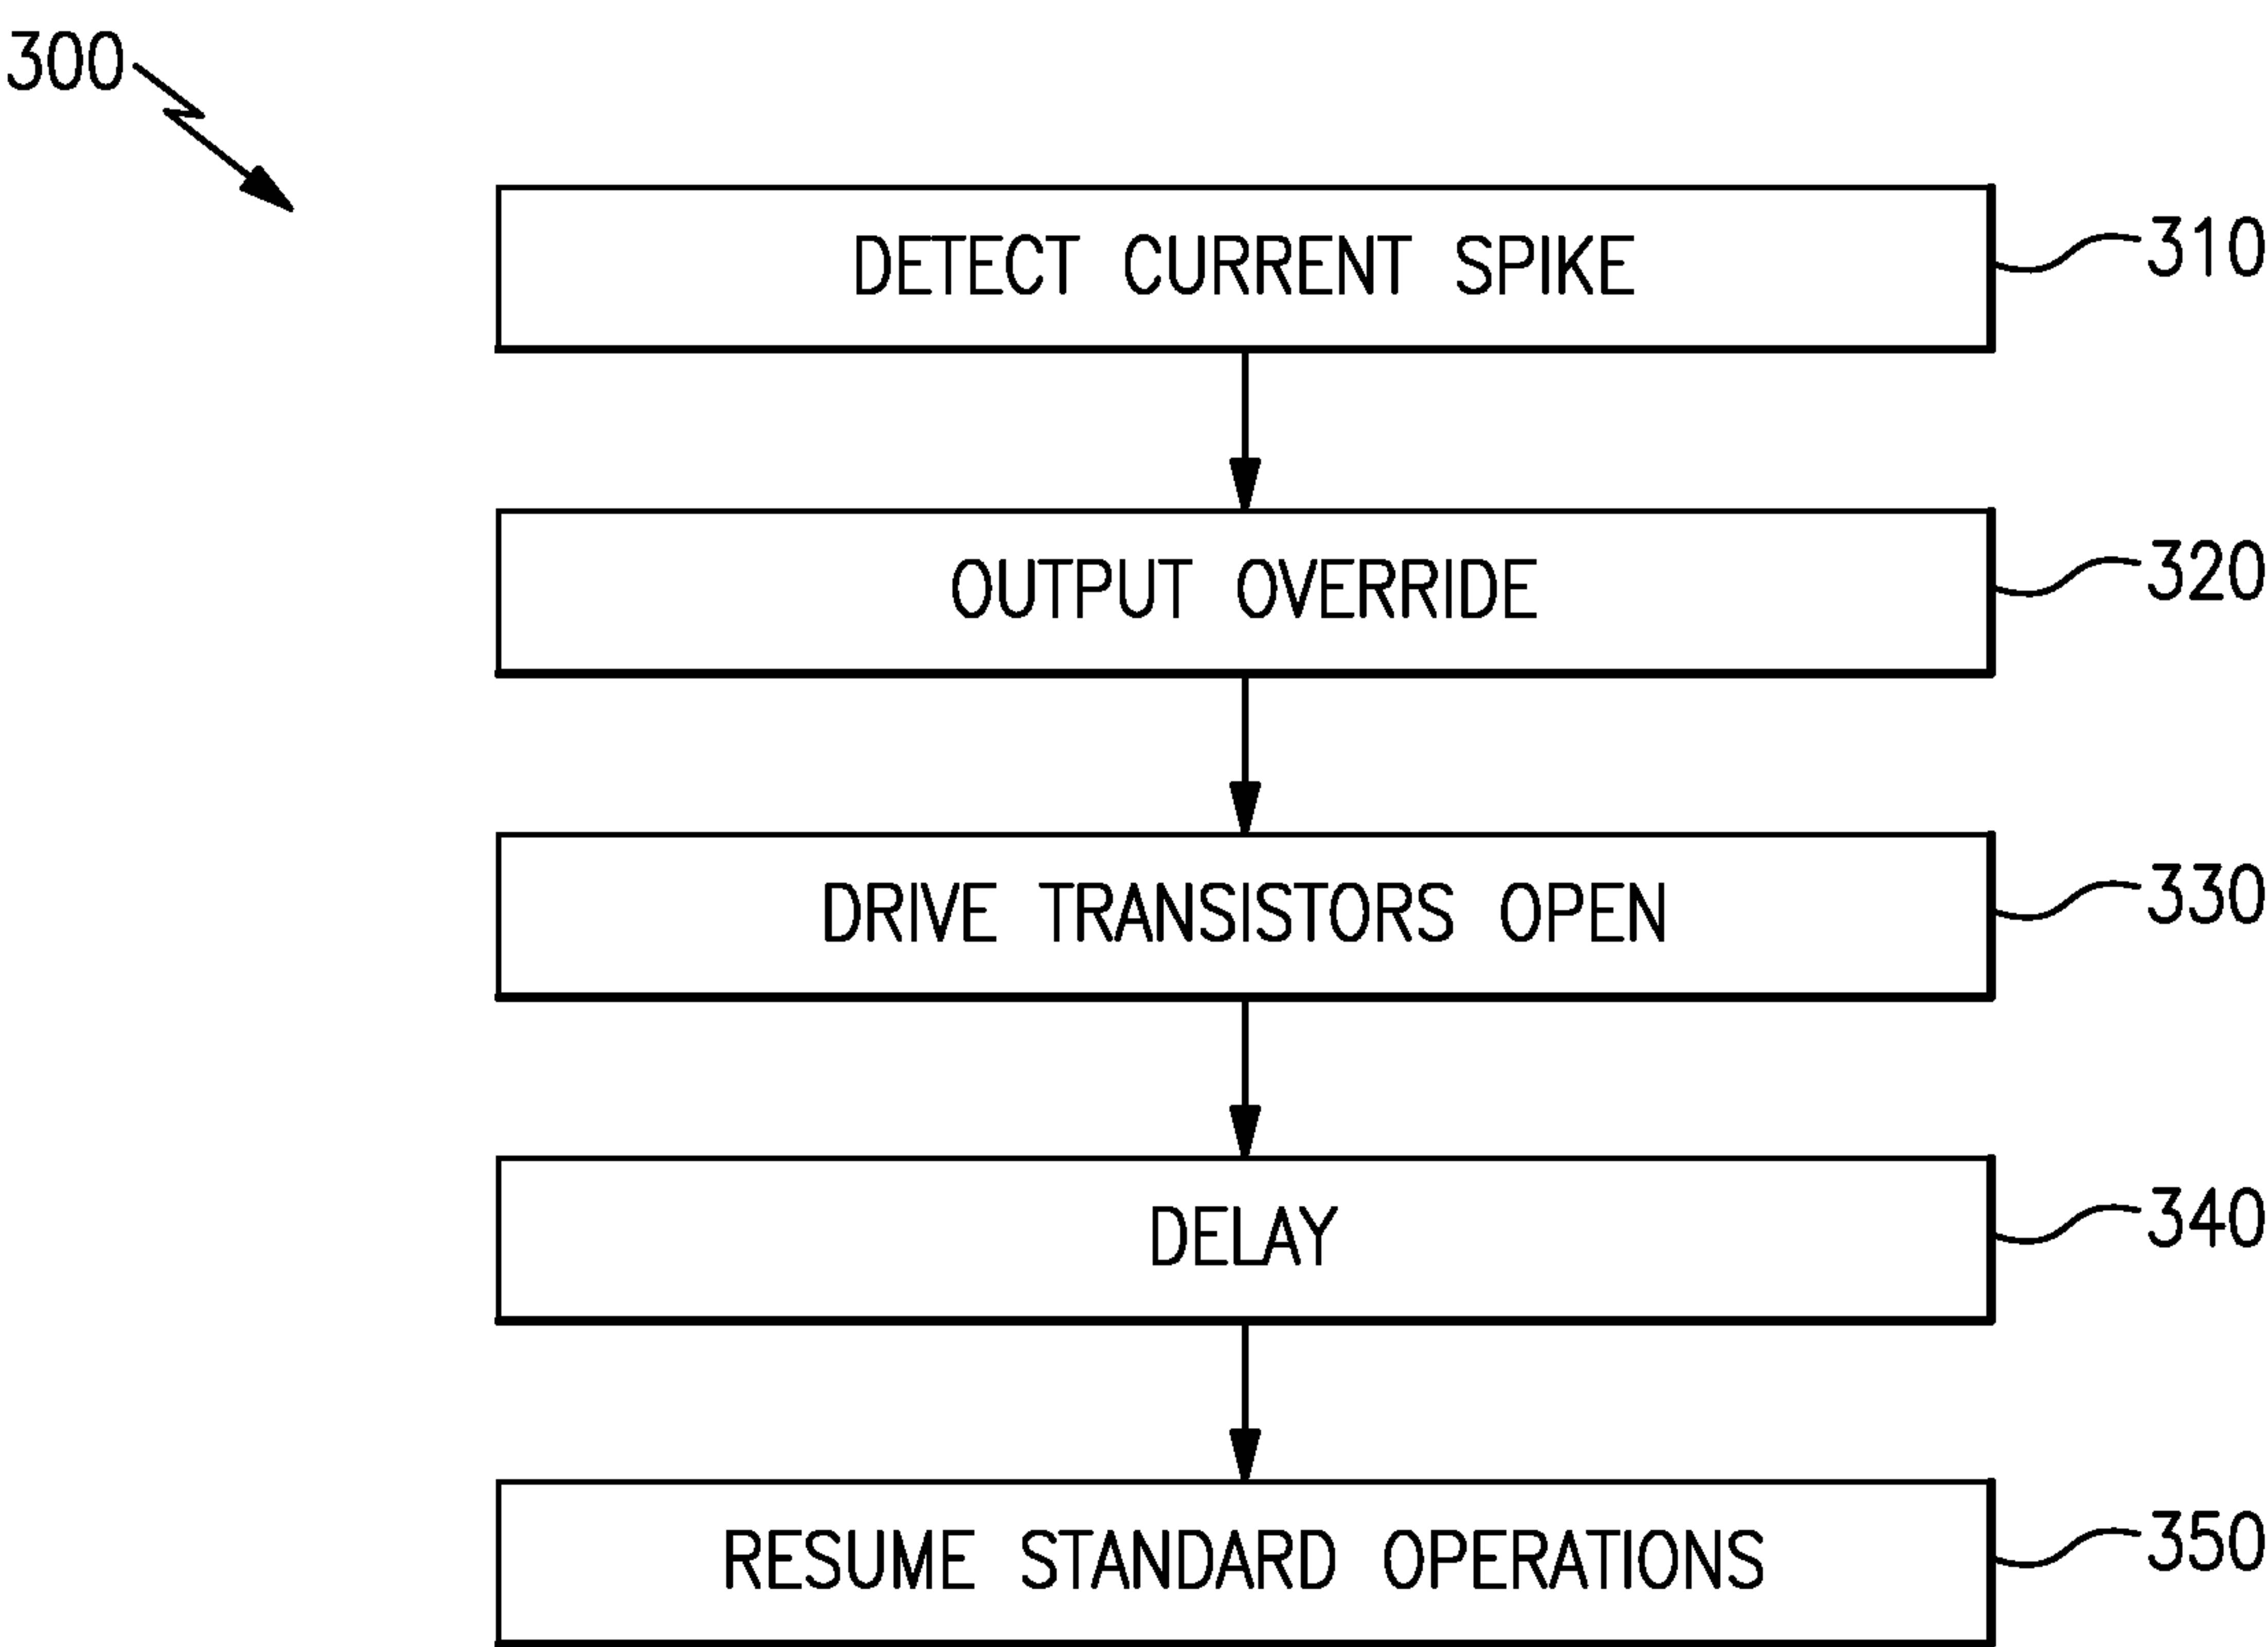 300
DETECT CURRENT SPIKE
310
OUTPUT OVERRIDE
320
DRIVE TRANSISTORS OPEN
330
DELAY
340
RESUME STANDARD OPERATIONS
350